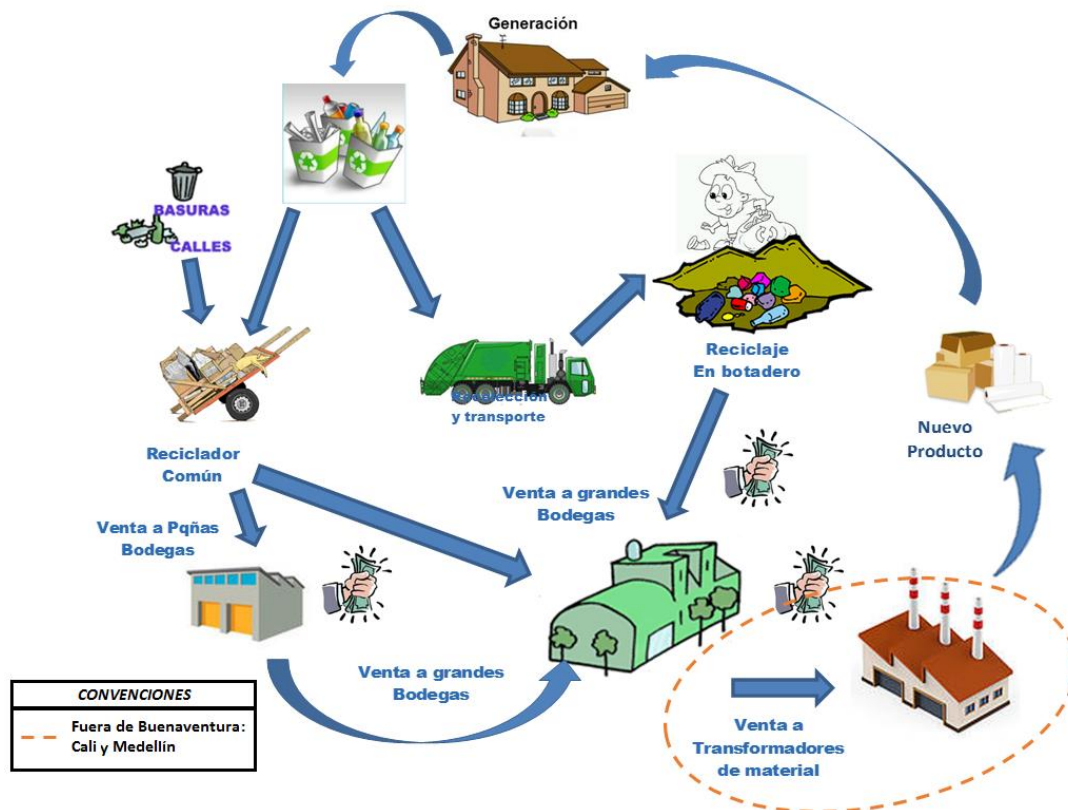 Generación
BASURAS
CALLES
Recolección
y transporte
Reciclaje
En botadero
Nuevo
Producto
Reciclador
Común
Venta a Pqñas
Bodegas
Venta a grandes
Bodegas
Venta a grandes
Bodegas
Venta a
Transformadores
de material
CONVENCIONES
Fuera de Buenaventura:
Cali y Medellín